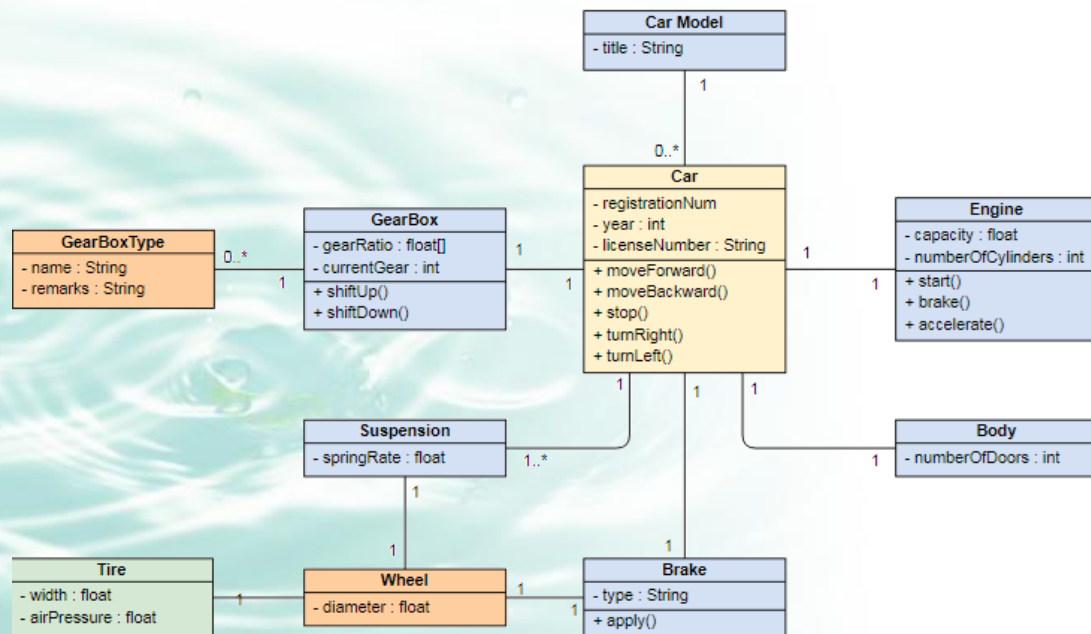 Car Model
- title : String
1
0..*
Car
- registrationNum
- year : int
- licenseNumber : String
+ moveForward()
+ moveBackward()
+ stop()
+ turnRight()
+ turnLeft()
GearBoxType
- name : String
- remarks : String
0..*
1
GearBox
- gearRatio : float[]
- currentGear : int
+ shiftUp()
+ shiftDown()
1
1
Engine
- capacity : float
- numberOfCylinders : int
+ start()
+ brake()
+ accelerate()
1
1
1
1
1
Suspension
- springRate : float
1..*
Body
- numberOfDoors : int
1
1
1
1
Tire
- width : float
- airPressure : float
1
Wheel
- diameter : float
1
1
Brake
- type : String
+ apply()